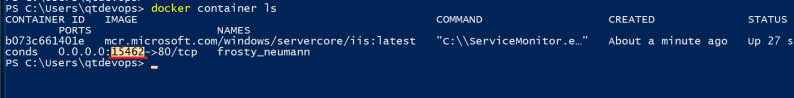 PS C:\Users\qtdevops> docker container ls
CONTAINER ID   IMAGE                                          COMMAND                  CREATED              STATUS
         PORTS                   NAMES
b073c661401e   mcr.microsoft.com/windows/servercore/iis:latest   "C:\\ServiceMonitor.e…"   About a minute ago   Up 27 s
econds   0.0.0.0:15462->80/tcp   frosty_neumann
PS C:\Users\qtdevops>